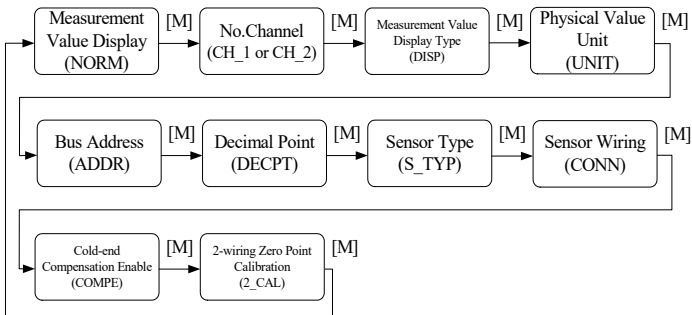 Measurement
Value Display
(NORM)
[M]
No.Channel
(CH_1 or CH_2)
[M]
Measurement Value
Display Type
(DISP)
[M]
Physical Value
Unit
(UNIT)
[M]
Bus Address
(ADDR)
[M]
Decimal Point
(DECPT)
[M]
Sensor Type
(S_TYP)
[M]
Sensor Wiring
(CONN)
[M]
Cold-end
Compensation Enable
(COMPE)
[M]
2-wiring Zero Point
Calibration
(2_CAL)
[M]